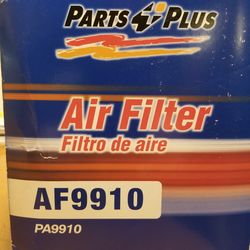 PARTS PLUS
Air Filter
Filtro de aire
AF9910
PA9910